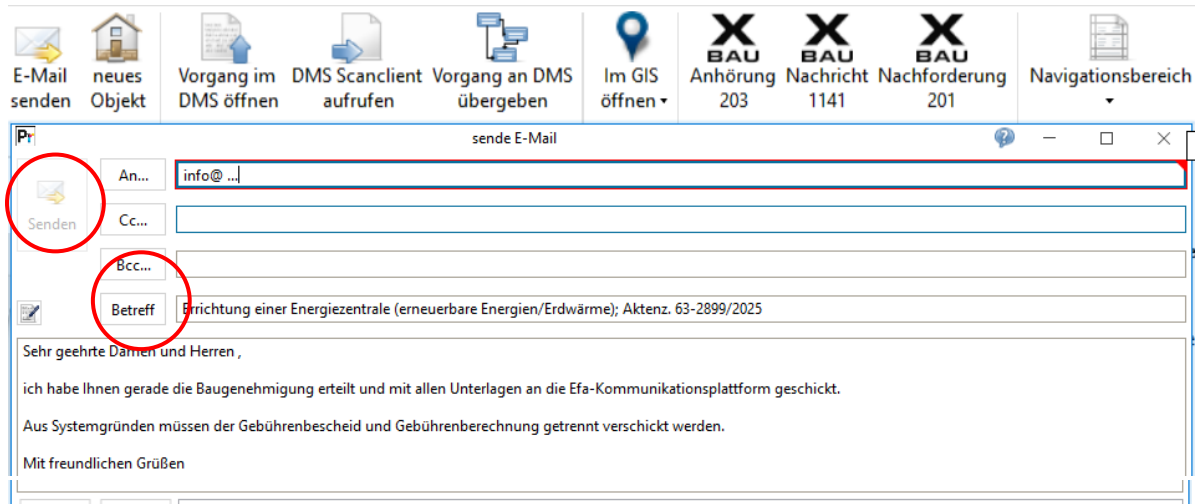 E-Mail senden
neues Objekt
Vorgang im DMS öffnen
DMS Scanclient aufrufen
Vorgang an DMS übergeben
Im GIS öffnen
X BAU Anhörung 203
X BAU Nachricht 1141
X BAU Nachforderung 201
Navigationsbereich
Pr sende E-Mail
An... info@ ...
Senden
Cc...
Bcc...
Betreff Errichtung einer Energiezentrale (erneuerbare Energien/Erdwärme); Aktenz. 63-2899/2025
Sehr geehrte Damen und Herren ,
ich habe Ihnen gerade die Baugenehmigung erteilt und mit allen Unterlagen an die Efa-Kommunikationsplattform geschickt.
Aus Systemgründen müssen der Gebührenbescheid und Gebührenberechnung getrennt verschickt werden.
Mit freundlichen Grüßen